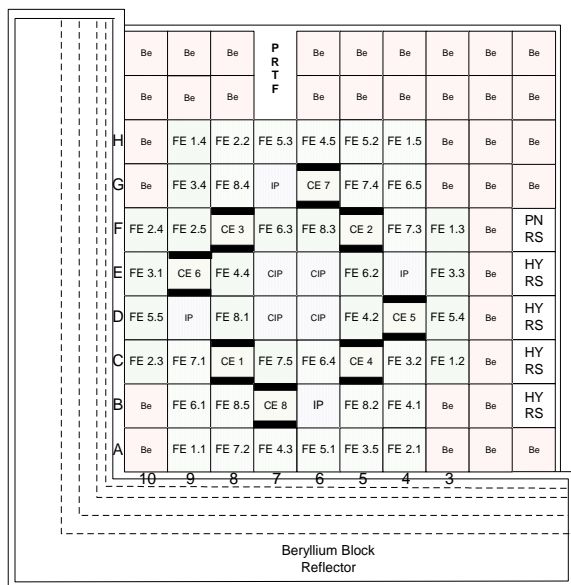 Be Be Be P R T F Be Be Be Be Be Be
Be Be Be Be Be Be Be Be Be
H Be FE 1.4 FE 2.2 FE 5.3 FE 4.5 FE 5.2 FE 1.5 Be Be Be
G Be FE 3.4 FE 8.4 IP CE 7 FE 7.4 FE 6.5 Be Be Be
F FE 2.4 FE 2.5 CE 3 FE 6.3 FE 8.3 CE 2 FE 7.3 FE 1.3 Be PN RS
E FE 3.1 CE 6 FE 4.4 CIP CIP FE 6.2 IP FE 3.3 Be HY RS
D FE 5.5 IP FE 8.1 CIP CIP FE 4.2 CE 5 FE 5.4 Be HY RS
C FE 2.3 FE 7.1 CE 1 FE 7.5 FE 6.4 CE 4 FE 3.2 FE 1.2 Be HY RS
B Be FE 6.1 FE 8.5 CE 8 IP FE 8.2 FE 4.1 Be Be HY RS
A Be FE 1.1 FE 7.2 FE 4.3 FE 5.1 FE 3.5 FE 2.1 Be Be Be
10 9 8 7 6 5 4 3
Beryllium Block
Reflector